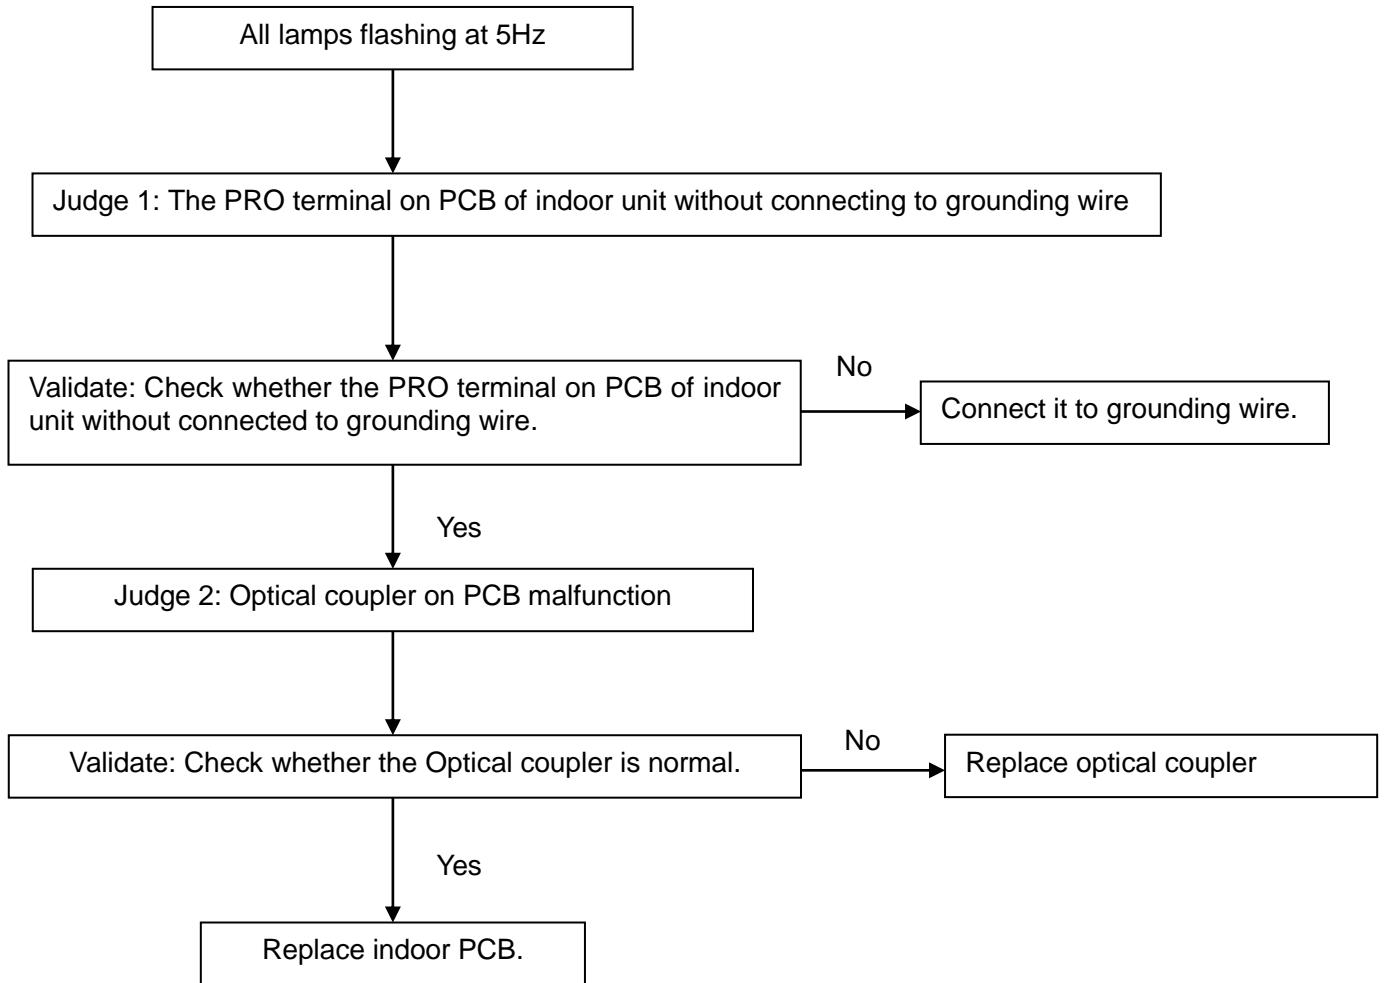 All lamps flashing at 5Hz
Judge 1: The PRO terminal on PCB of indoor unit without connecting to grounding wire
Validate: Check whether the PRO terminal on PCB of indoor
unit without connected to grounding wire.
No
Connect it to grounding wire.
Yes
Judge 2: Optical coupler on PCB malfunction
Validate: Check whether the Optical coupler is normal.
No
Replace optical coupler
Yes
Replace indoor PCB.